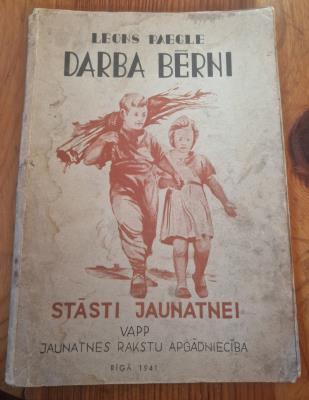 LEONS PAEGLE
DARBA BĒRNI
STĀSTI JAUNATNEI
VAPP
JAUNATNES RAKSTU APGĀDNIECĪBA
RĪGĀ 1941